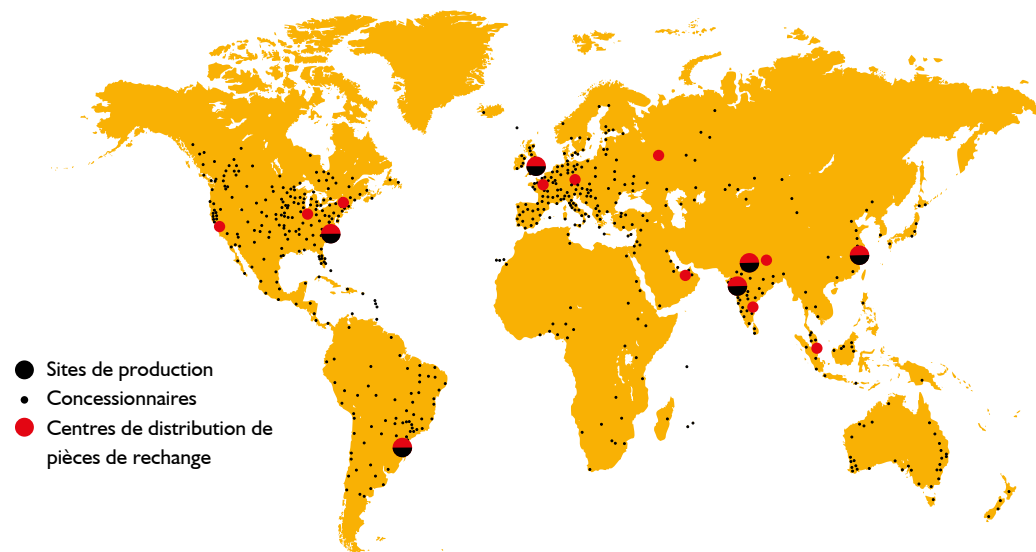 Sites de production
Concessionnaires
Centres de distribution de
pièces de rechange